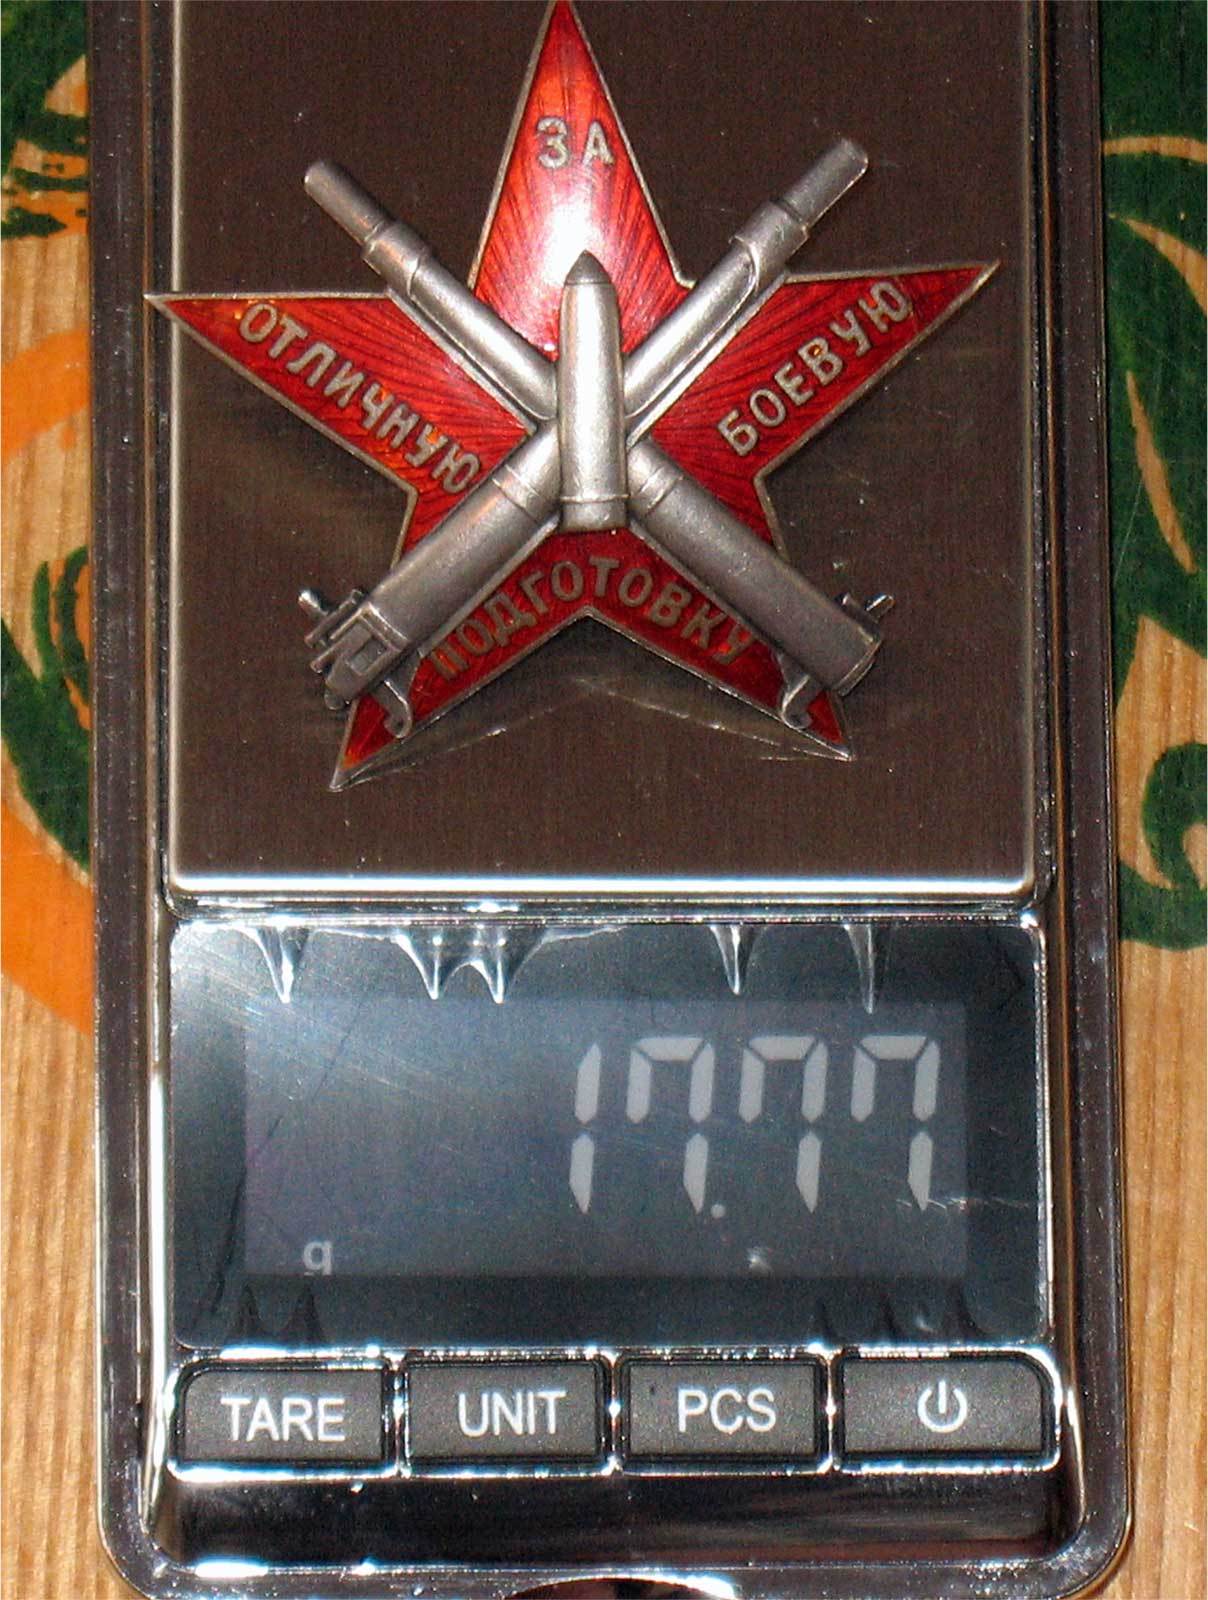 ЗА
ОТЛИЧНУЮ
БОЕВУЮ
ПОДГОТОВКУ
17.77
g
TARE UNIT PCS